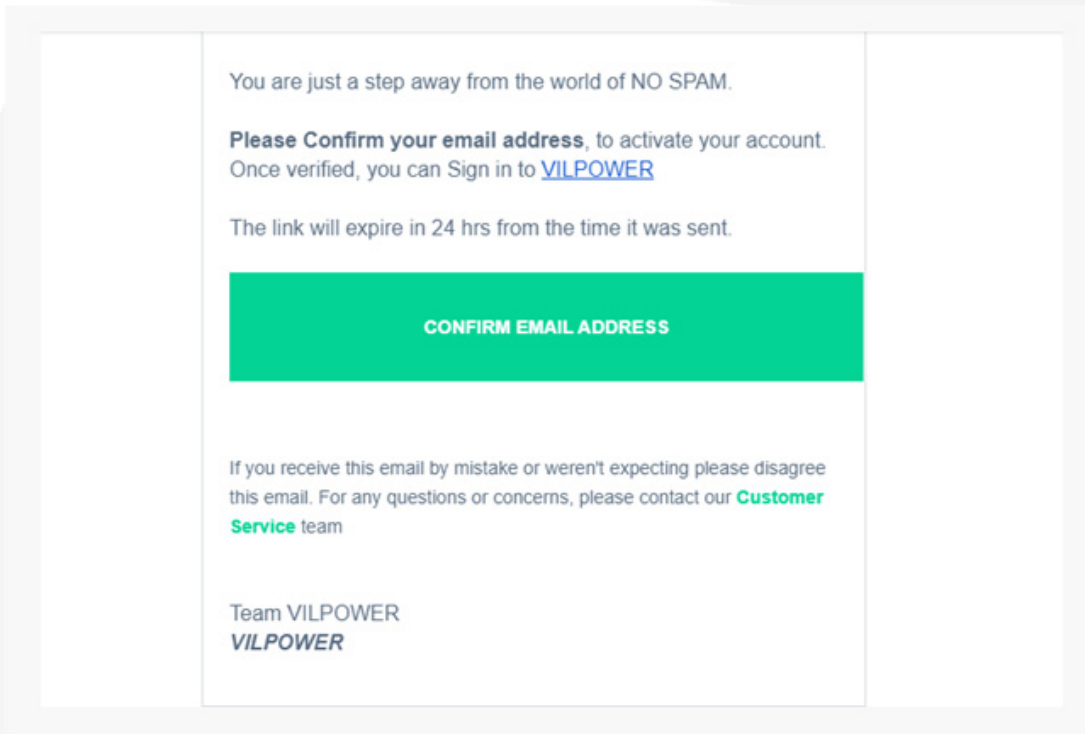 You are just a step away from the world of NO SPAM.
Please Confirm your email address, to activate your account.
Once verified, you can Sign in to VILPOWER
The link will expire in 24 hrs from the time it was sent.
CONFIRM EMAIL ADDRESS
If you receive this email by mistake or weren't expecting please disagree
this email. For any questions or concerns, please contact our Customer
Service team
Team VILPOWER
VILPOWER